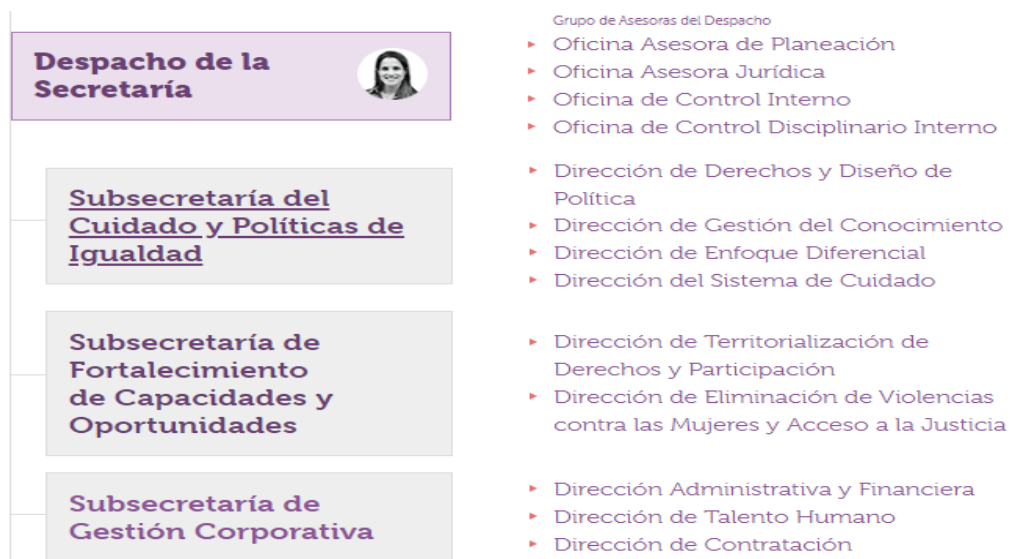 Grupo de Asesoras del Despacho
Despacho de la
Secretaría
Oficina Asesora de Planeación
Oficina Asesora Jurídica
Oficina de Control Interno
Oficina de Control Disciplinario Interno
Subsecretaría del
Cuidado y Políticas de
Igualdad
Dirección de Derechos y Diseño de
Política
Dirección de Gestión del Conocimiento
Dirección de Enfoque Diferencial
Dirección del Sistema de Cuidado
Subsecretaría de
Fortalecimiento
de Capacidades y
Oportunidades
Dirección de Territorialización de
Derechos y Participación
Dirección de Eliminación de Violencias
contra las Mujeres y Acceso a la Justicia
Subsecretaría de
Gestión Corporativa
Dirección Administrativa y Financiera
Dirección de Talento Humano
Dirección de Contratación